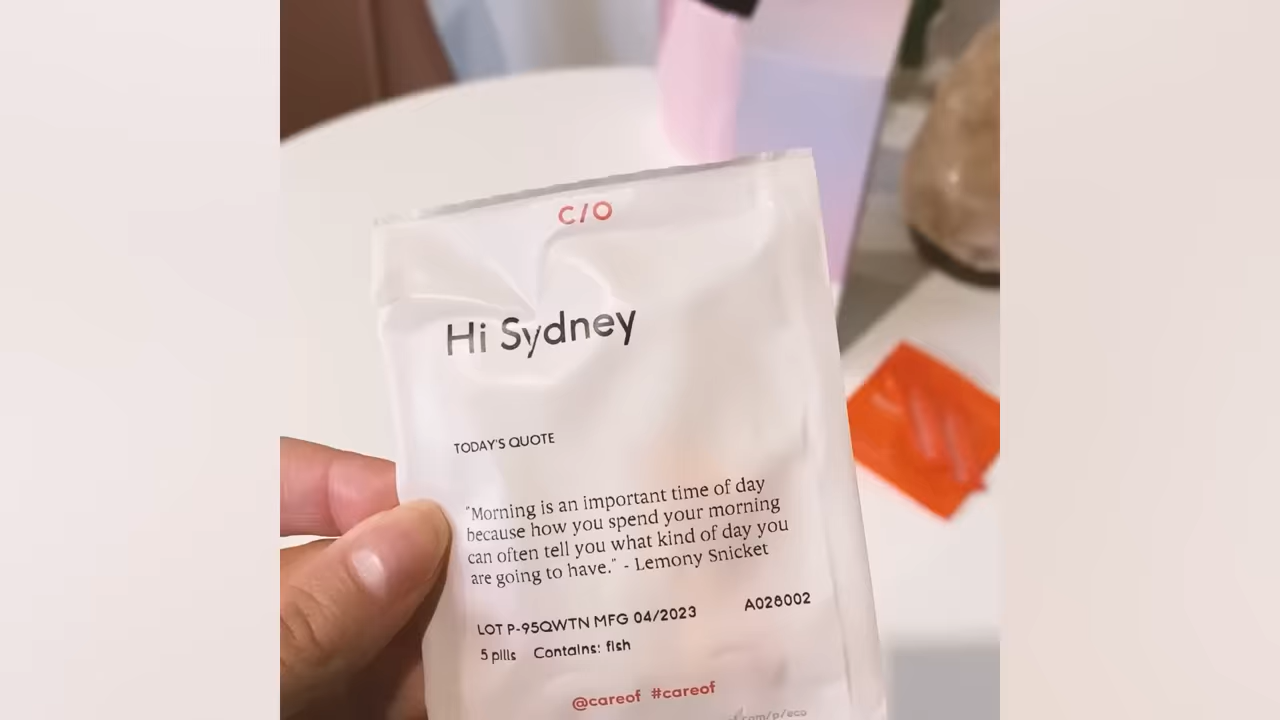 C/O
Hi Sydney
TODAY'S QUOTE
"Morning is an important time of day
because how you spend your morning
can often tell you what kind of day you
are going to have." - Lemony Snicket
LOT P-95QWTN MFG 04/2023 A028002
5 pills Contains: fish
@careof #careof
.com/p/eco